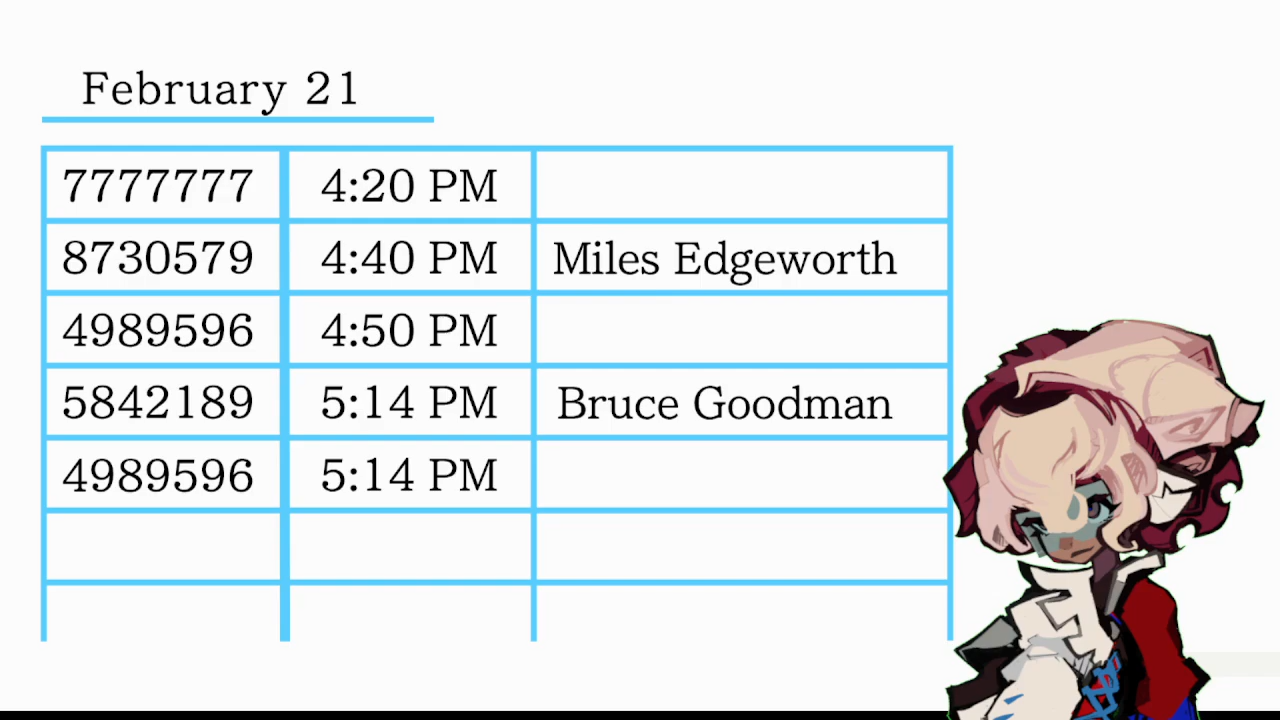 February 21
7777777 4:20 PM
8730579 4:40 PM Miles Edgeworth
4989596 4:50 PM
5842189 5:14 PM Bruce Goodman
4989596 5:14 PM